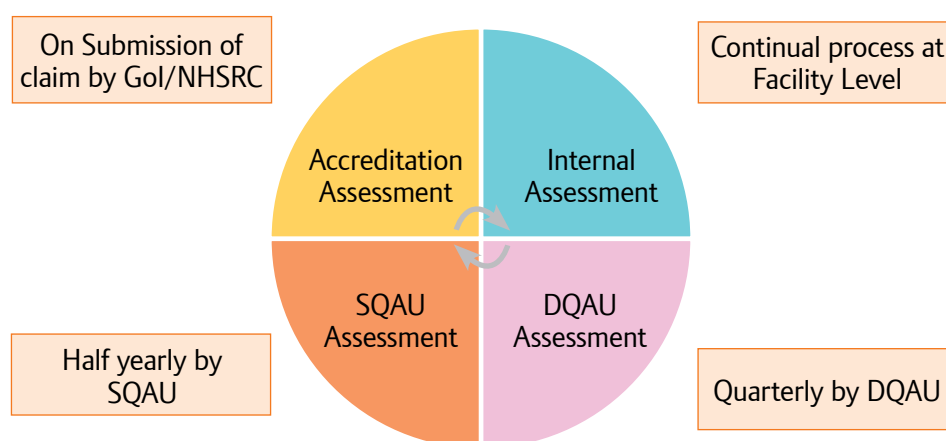 On Submission of
claim by GoI/NHSRC
Continual process at
Facility Level
Accreditation
Assessment
Internal
Assessment
SQAU
Assessment
DQAU
Assessment
Half yearly by
SQAU
Quarterly by DQAU